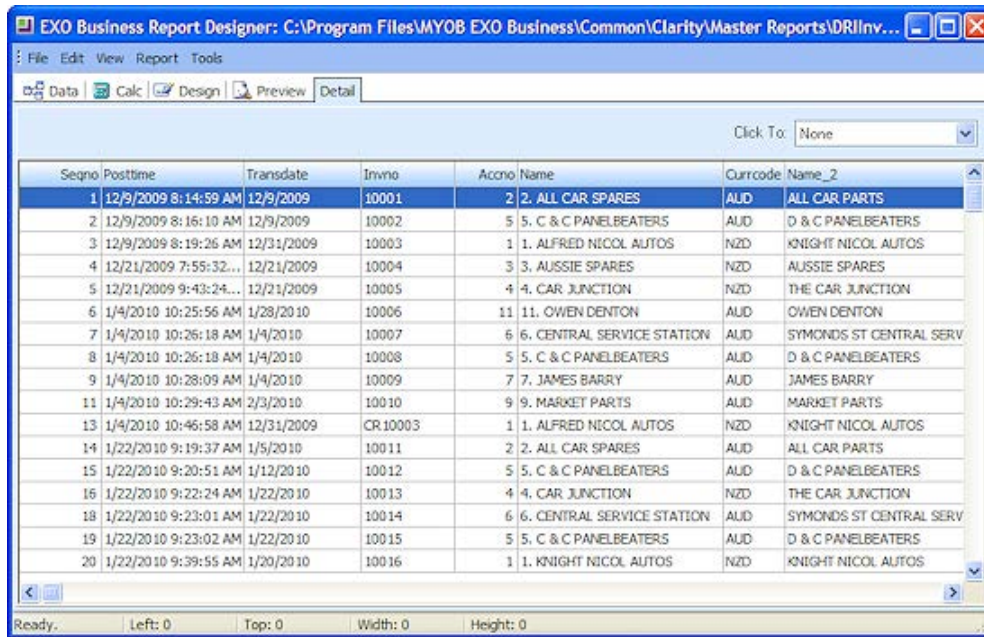 EXO Business Report Designer: C:\Program Files\MYOB EXO Business\Common\Clarity\Master Reports\DRIInv...
File Edit View Report Tools
Data Calc Design Preview Detail
Click To: None
Seqno Posttime Transdate Invno Accno Name Currcode Name_2
1 12/9/2009 8:14:59 AM 12/9/2009 10001 2 2. ALL CAR SPARES AUD ALL CAR PARTS
2 12/9/2009 8:16:10 AM 12/9/2009 10002 5 5. C & C PANELBEATERS AUD D & C PANELBEATERS
3 12/9/2009 8:19:26 AM 12/31/2009 10003 1 1. ALFRED NICOL AUTOS NZD KNIGHT NICOL AUTOS
4 12/21/2009 7:55:32... 12/21/2009 10004 3 3. AUSSIE SPARES NZD AUSSIE SPARES
5 12/21/2009 9:43:24... 12/21/2009 10005 4 4. CAR JUNCTION NZD THE CAR JUNCTION
6 1/4/2010 10:25:56 AM 1/28/2010 10006 11 11. OWEN DENTON AUD OWEN DENTON
7 1/4/2010 10:26:18 AM 1/4/2010 10007 6 6. CENTRAL SERVICE STATION AUD SYMONDS ST CENTRAL SERV
8 1/4/2010 10:26:18 AM 1/4/2010 10008 5 5. C & C PANELBEATERS AUD D & C PANELBEATERS
9 1/4/2010 10:28:09 AM 1/4/2010 10009 7 7. JAMES BARRY AUD JAMES BARRY
11 1/4/2010 10:29:43 AM 2/3/2010 10010 9 9. MARKET PARTS AUD MARKET PARTS
13 1/4/2010 10:46:58 AM 12/31/2009 CR10003 1 1. ALFRED NICOL AUTOS NZD KNIGHT NICOL AUTOS
14 1/22/2010 9:19:37 AM 1/5/2010 10011 2 2. ALL CAR SPARES AUD ALL CAR PARTS
15 1/22/2010 9:20:51 AM 1/12/2010 10012 5 5. C & C PANELBEATERS AUD D & C PANELBEATERS
16 1/22/2010 9:22:24 AM 1/22/2010 10013 4 4. CAR JUNCTION NZD THE CAR JUNCTION
18 1/22/2010 9:23:01 AM 1/22/2010 10014 6 6. CENTRAL SERVICE STATION AUD SYMONDS ST CENTRAL SERV
19 1/22/2010 9:23:02 AM 1/22/2010 10015 5 5. C & C PANELBEATERS AUD D & C PANELBEATERS
20 1/22/2010 9:39:55 AM 1/20/2010 10016 1 1. KNIGHT NICOL AUTOS NZD KNIGHT NICOL AUTOS
Ready. Left: 0 Top: 0 Width: 0 Height: 0